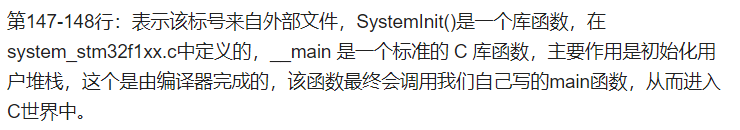 第147-148行：表示该标号来自外部文件，SystemInit()是一个库函数，在
system_stm32f1xx.c中定义的，__main 是一个标准的 C 库函数，主要作用是初始化用
户堆栈，这个是由编译器完成的，该函数最终会调用我们自己写的main函数，从而进入
C世界中。